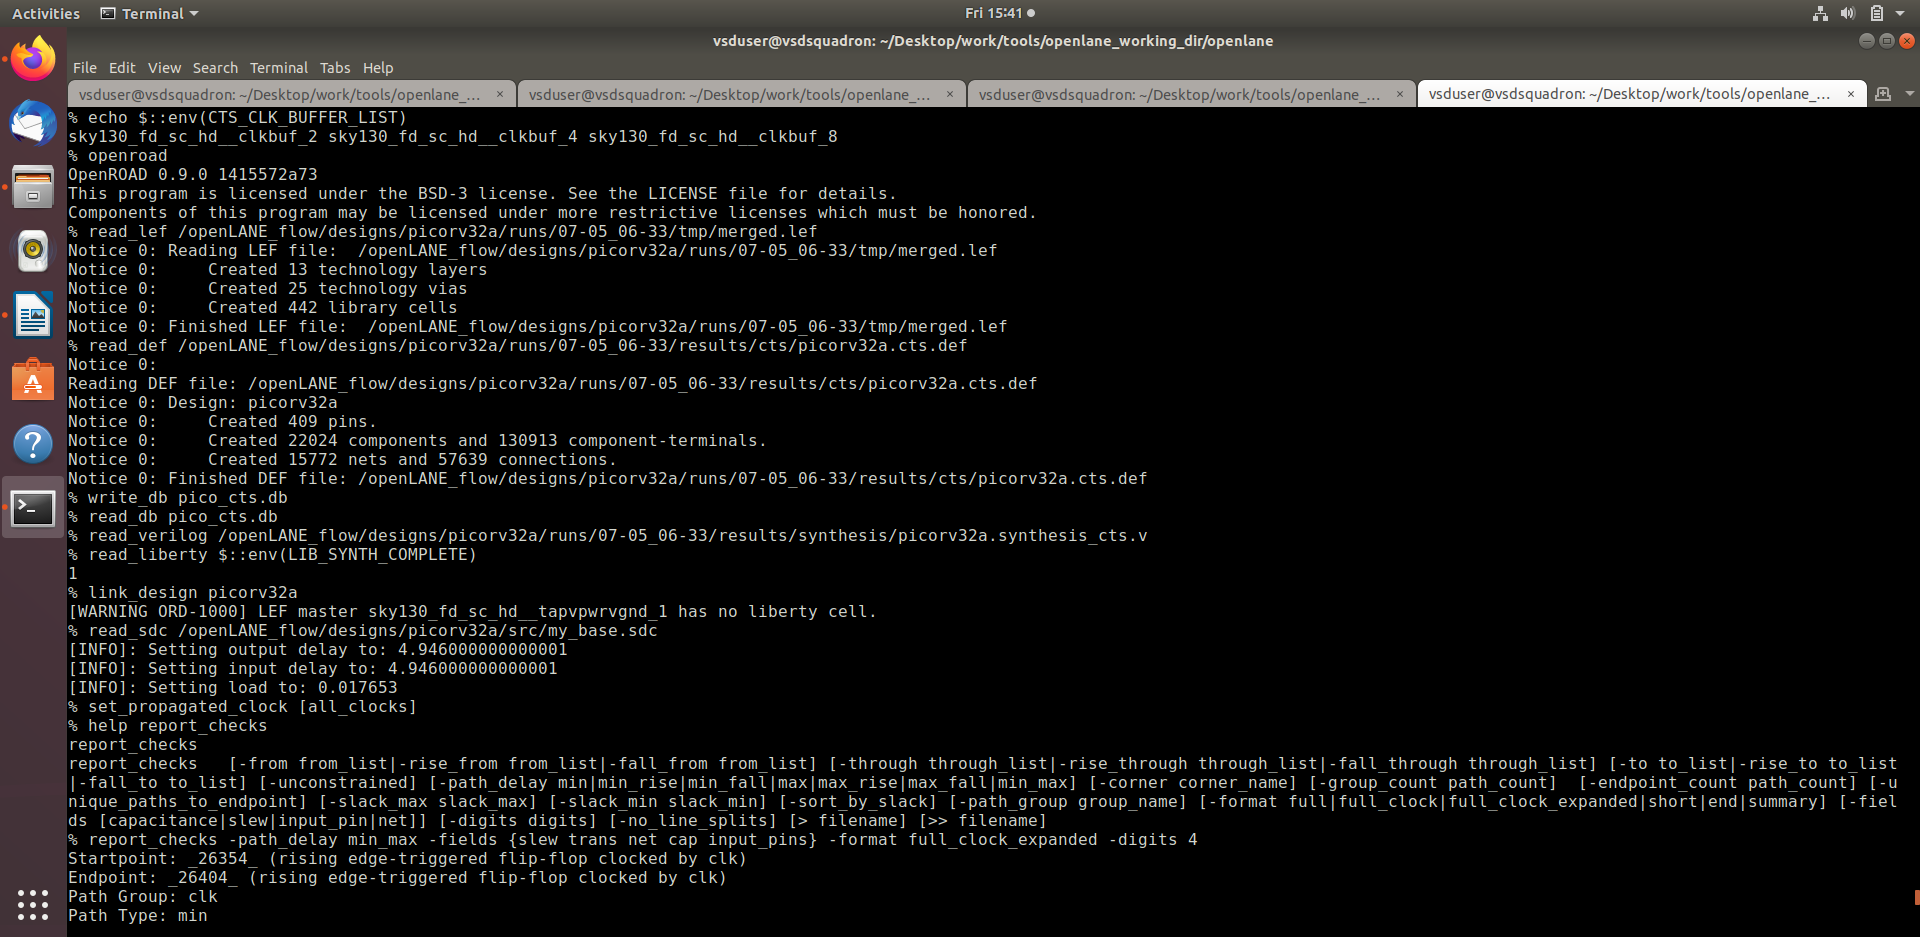 Activities
Terminal
Fri 15:41
vsduser@vsdsquadron: ~/Desktop/work/tools/openlane_working_dir/openlane
File Edit View Search Terminal Tabs Help
vsduser@vsdsquadron: ~/Desktop/work/tools/openlane_... × vsduser@vsdsquadron: ~/Desktop/work/tools/openlane_... × vsduser@vsdsquadron: ~/Desktop/work/tools/openlane_... × vsduser@vsdsquadron: ~/Desktop/work/tools/openlane_... ×
% echo $::env(CTS_CLK_BUFFER_LIST)
sky130_fd_sc_hd__clkbuf_2 sky130_fd_sc_hd__clkbuf_4 sky130_fd_sc_hd__clkbuf_8
% openroad
OpenROAD 0.9.0 1415572a73
This program is licensed under the BSD-3 license. See the LICENSE file for details.
Components of this program may be licensed under more restrictive licenses which must be honored.
% read_lef /openLANE_flow/designs/picorv32a/runs/07-05_06-33/tmp/merged.lef
Notice 0: Reading LEF file:  /openLANE_flow/designs/picorv32a/runs/07-05_06-33/tmp/merged.lef
Notice 0:     Created 13 technology layers
Notice 0:     Created 25 technology vias
Notice 0:     Created 442 library cells
Notice 0: Finished LEF file:  /openLANE_flow/designs/picorv32a/runs/07-05_06-33/tmp/merged.lef
% read_def /openLANE_flow/designs/picorv32a/runs/07-05_06-33/results/cts/picorv32a.cts.def
Notice 0:
Reading DEF file: /openLANE_flow/designs/picorv32a/runs/07-05_06-33/results/cts/picorv32a.cts.def
Notice 0: Design: picorv32a
Notice 0:     Created 409 pins.
Notice 0:     Created 22024 components and 130913 component-terminals.
Notice 0:     Created 15772 nets and 57639 connections.
Notice 0: Finished DEF file: /openLANE_flow/designs/picorv32a/runs/07-05_06-33/results/cts/picorv32a.cts.def
% write_db pico_cts.db
% read_db pico_cts.db
% read_verilog /openLANE_flow/designs/picorv32a/runs/07-05_06-33/results/synthesis/picorv32a.synthesis_cts.v
% read_liberty $::env(LIB_SYNTH_COMPLETE)
1
% link_design picorv32a
[WARNING ORD-1000] LEF master sky130_fd_sc_hd__tapvpwrvgnd_1 has no liberty cell.
% read_sdc /openLANE_flow/designs/picorv32a/src/my_base.sdc
[INFO]: Setting output delay to: 4.946000000000001
[INFO]: Setting input delay to: 4.946000000000001
[INFO]: Setting load to: 0.017653
% set_propagated_clock [all_clocks]
% help report_checks
report_checks
report_checks   [-from from_list|-rise_from from_list|-fall_from from_list] [-through through_list|-rise_through through_list|-fall_through through_list] [-to to_list|-rise_to to_list
|-fall_to to_list] [-unconstrained] [-path_delay min|min_rise|min_fall|max|max_rise|max_fall|min_max] [-corner corner_name] [-group_count path_count]  [-endpoint_count path_count] [-u
nique_paths_to_endpoint] [-slack_max slack_max] [-slack_min slack_min] [-sort_by_slack] [-path_group group_name] [-format full|full_clock|full_clock_expanded|short|end|summary] [-fiel
ds [capacitance|slew|input_pin|net]] [-digits digits] [-no_line_splits] [> filename] [>> filename]
% report_checks -path_delay min_max -fields {slew trans net cap input_pins} -format full_clock_expanded -digits 4
Startpoint: _26354_ (rising edge-triggered flip-flop clocked by clk)
Endpoint: _26404_ (rising edge-triggered flip-flop clocked by clk)
Path Group: clk
Path Type: min